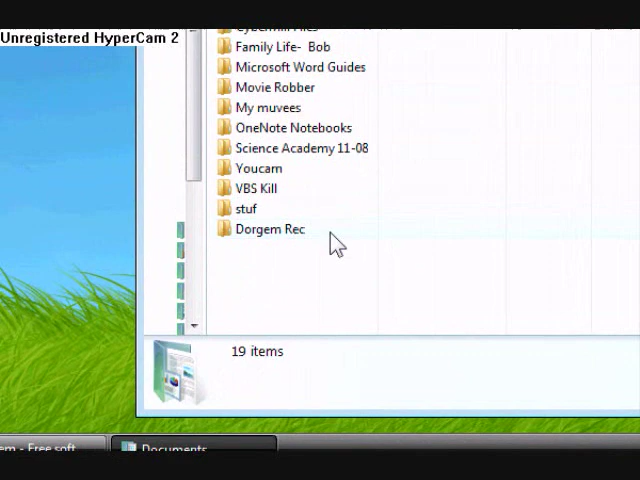 Unregistered HyperCam 2
Family Life- Bob
Microsoft Word Guides
Movie Robber
My muvees
OneNote Notebooks
Science Academy 11-08
Youcam
VBS Kill
stuf
Dorgem Rec
19 items
em - Free soft
Documents